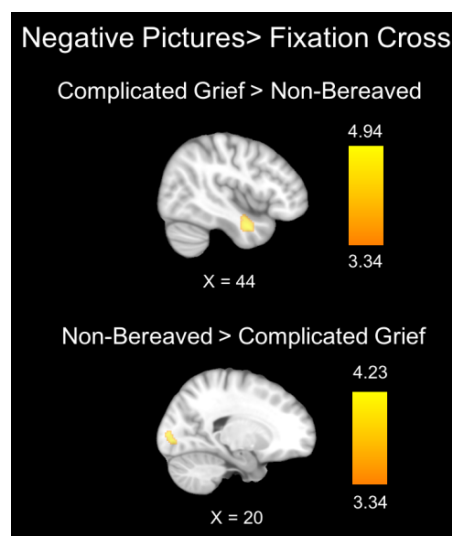 Negative Pictures> Fixation Cross
Complicated Grief > Non-Bereaved
4.94
3.34
X = 44
Non-Bereaved > Complicated Grief
4.23
3.34
X = 20